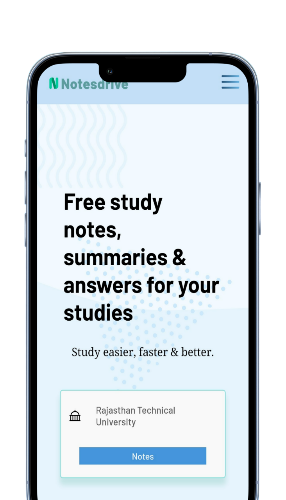 Notesdrive
Free study
notes,
summaries &
answers for your
studies
Study easier, faster & better.
Rajasthan Technical
University
Notes